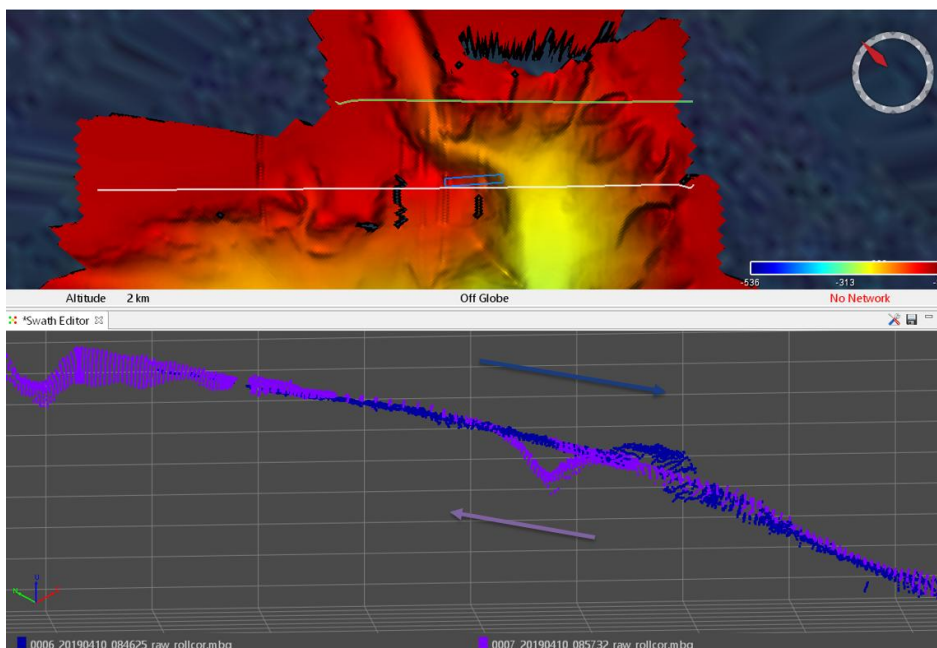 -536
-313
Altitude 2 km Off Globe No Network
*Swath Editor
0006_20190410_084625_raw_rollcor.mbg 0007_20190410_085732_raw_rollcor.mbg